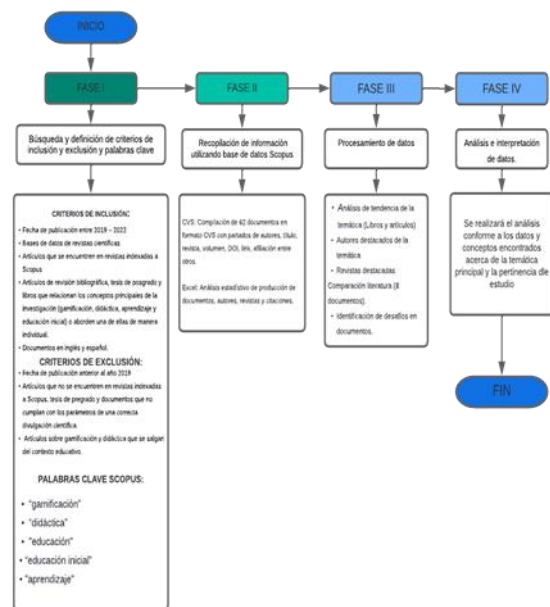 INICIO
FASE I
FASE II
FASE III
FASE IV
Búsqueda y definición de criterios de
inclusión y exclusión y palabras clave
Recopilación de información
utilizando base de datos Scopus.
Procesamiento de datos
Análisis e interpretación
de datos.
CRITERIOS DE INCLUSIÓN:
• Fecha de publicación entre 2019 – 2022
• Bases de datos de revistas científicas
• Artículos que se encuentren en revistas indexadas a
Scopus
• Artículos de revisión bibliográfica, tesis de posgrado y
libros que relacionen los conceptos principales de la
investigación (gamificación, didáctica, aprendizaje y
educación inicial) o aborden una de ellas de manera
individual.
• Documentos en inglés y español.
CRITERIOS DE EXCLUSIÓN:
• Fecha de publicación anterior al año 2019
• Artículos que no se encuentren en revistas indexadas
a Scopus, tesis de pregrado y documentos que no
cumplan con los parámetros de una correcta
divulgación científica.
• Artículos sobre gamificación y didáctica que se salgan
del contexto educativo.
PALABRAS CLAVE SCOPUS:
• "gamificación"
• "didáctica"
• "educación"
• "educación inicial"
• "aprendizaje"
CVS: Compilación de 62 documentos en
formato CVS con partados de autores, título,
revista, volumen, DOI, link, afiliación entre
otros.
Excel: Análisis estadístico de producción de
documentos, autores, revistas y citaciones.
• Análisis de tendencia de la
temática (Libros y artículos)
• Autores destacados de la
temática
• Revistas destacadas
Comparación literatura (8
documentos).
• Identificación de desafíos en
documentos.
Se realizará el análisis
conforme a los datos y
conceptos encontrados
acerca de la temática
principal y la pertinencia dle
estudio
FIN